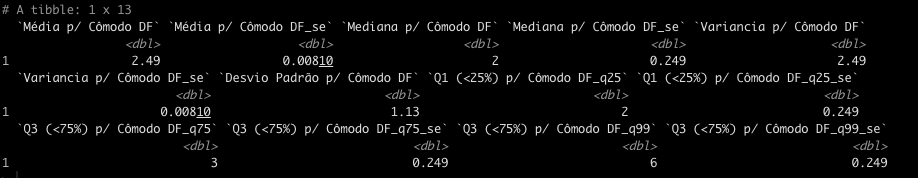 # A tibble: 1 x 13
`Média p/ Cômodo DF` `Média p/ Cômodo DF_se` `Mediana p/ Cômodo DF` `Mediana p/ Cômodo DF_se` `Variancia p/ Cômodo DF`
<dbl> <dbl> <dbl> <dbl> <dbl>
1 2.49 0.00810 2 0.249 2.49
`Variancia p/ Cômodo DF_se` `Desvio Padrão p/ Cômodo DF` `Q1 (<25%) p/ Cômodo DF_q25` `Q1 (<25%) p/ Cômodo DF_q25_se`
<dbl> <dbl> <dbl> <dbl>
1 0.00810 1.13 2 0.249
`Q3 (<75%) p/ Cômodo DF_q75` `Q3 (<75%) p/ Cômodo DF_q75_se` `Q3 (<75%) p/ Cômodo DF_q99` `Q3 (<75%) p/ Cômodo DF_q99_se`
<dbl> <dbl> <dbl> <dbl>
1 3 0.249 6 0.249